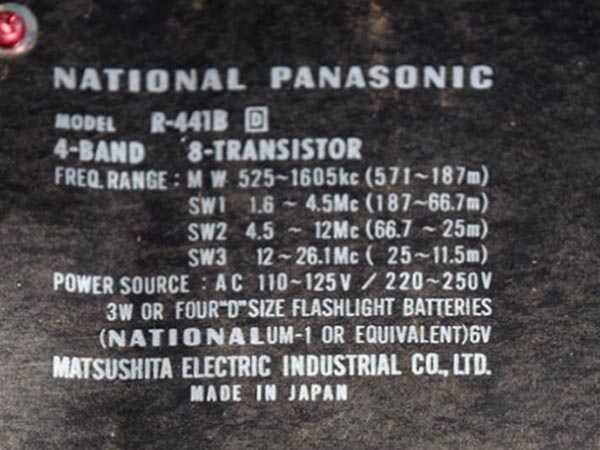 NATIONAL PANASONIC
MODEL R-441B D
4-BAND 8-TRANSISTOR
FREQ. RANGE : M W 525~1605kc (571~187m)
SW1 1.6 ~ 4.5Mc (187~66.7m)
SW2 4.5 ~ 12Mc (66.7 ~ 25m)
SW3 12~26.1Mc ( 25~11.5m)
POWER SOURCE : AC 110~125V / 220~250V
3W OR FOUR "D" SIZE FLASHLIGHT BATTERIES
(NATIONAL UM-1 OR EQUIVALENT) 6V
MATSUSHITA ELECTRIC INDUSTRIAL CO., LTD.
MADE IN JAPAN